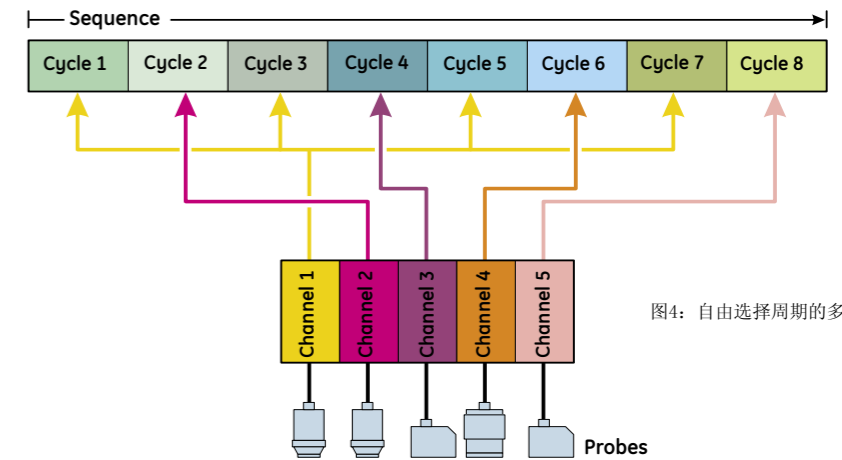 Sequence
Cycle 1 Cycle 2 Cycle 3 Cycle 4 Cycle 5 Cycle 6 Cycle 7 Cycle 8
Channel 1
Channel 2
Channel 3
Channel 4
Channel 5
图4: 自由选择周期的多
Probes